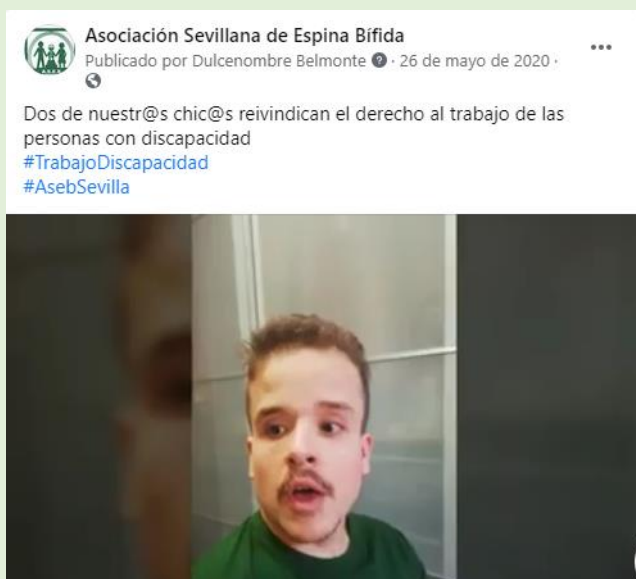 Asociación Sevillana de Espina Bífida
Publicado por Dulcenombre Belmonte · 26 de mayo de 2020 ·
Dos de nuestr@s chic@s reivindican el derecho al trabajo de las
personas con discapacidad
#TrabajoDiscapacidad
#AsebSevilla